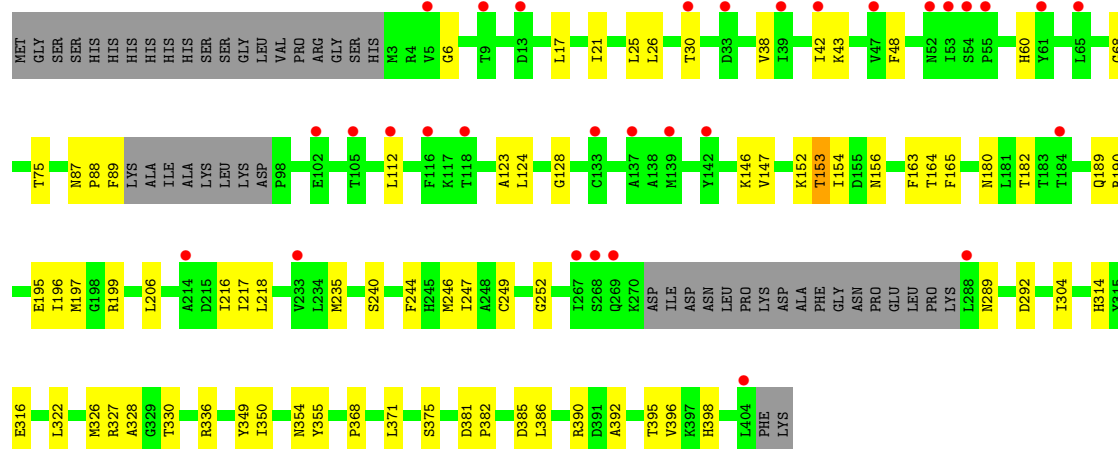 MET GLY SER SER HIS HIS HIS HIS HIS HIS SER SER GLY LEU VAL PRO ARG GLY SER HIS M3 R4 V5 G6 T9 D13 L17 I21 L25 L26 T30 D33 V38 I39 I42 K43 V47 F48 N52 I53 S54 P55 H60 Y61 L65
T75 N87 P88 F89 LYS ALA ILE ALA LYS LEU LYS ASP P98 E102 T105 L112 F116 K117 T118 A123 L124 G128 C133 A137 A138 M139 Y142 K146 V147 K152 T153 I154 D155 N156 F163 T164 F165 N180 L181 T182 T183 T184 Q189
E195 I196 M197 G198 R199 L206 A214 D215 I216 I217 L218 V233 L234 M235 S240 F244 H245 M246 I247 A248 C249 G252 I267 S268 Q269 K270 ASP ILE ASP ASN LEU PRO LYS ASP ALA PHE GLY ASN PRO GLU LEU PRO LYS L288 N289 D292 I304 H314
E316 L322 M326 R327 A328 G329 T330 R336 Y349 I350 N354 Y355 P368 L371 S375 D381 P382 D385 L386 R390 D391 A392 T395 V396 K397 H398 L404 PHE LYS